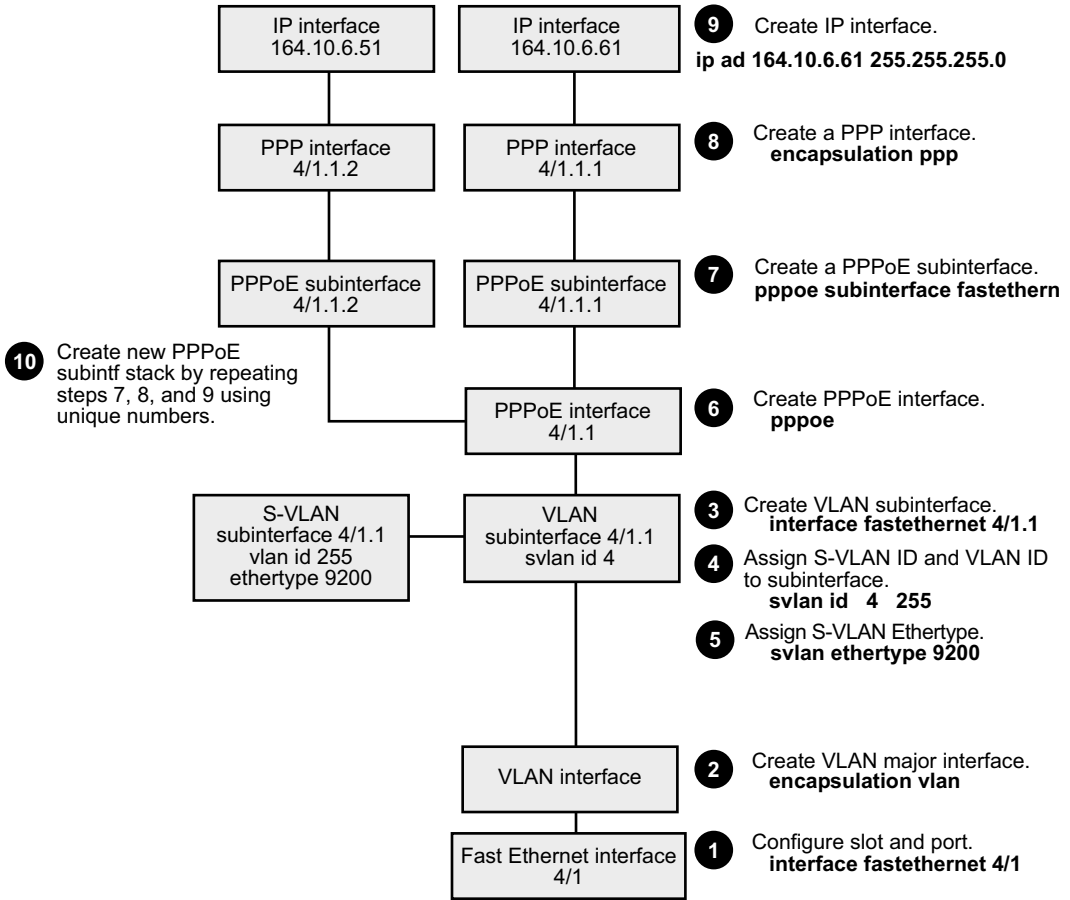 IP interface
164.10.6.51
IP interface
164.10.6.61
9 Create IP interface.
ip ad 164.10.6.61 255.255.255.0
PPP interface
4/1.1.2
PPP interface
4/1.1.1
8 Create a PPP interface.
encapsulation ppp
PPPoE subinterface
4/1.1.2
PPPoE subinterface
4/1.1.1
7 Create a PPPoE subinterface.
pppoe subinterface fastethern
10 Create new PPPoE
subintf stack by repeating
steps 7, 8, and 9 using
unique numbers.
PPPoE interface
4/1.1
6 Create PPPoE interface.
pppoe
S-VLAN
subinterface 4/1.1
vlan id 255
ethertype 9200
VLAN
subinterface 4/1.1
svlan id 4
3 Create VLAN subinterface.
interface fastethernet 4/1.1
4 Assign S-VLAN ID and VLAN ID
to subinterface.
svlan id 4 255
5 Assign S-VLAN Ethertype.
svlan ethertype 9200
VLAN interface
2 Create VLAN major interface.
encapsulation vlan
Fast Ethernet interface
4/1
1 Configure slot and port.
interface fastethernet 4/1